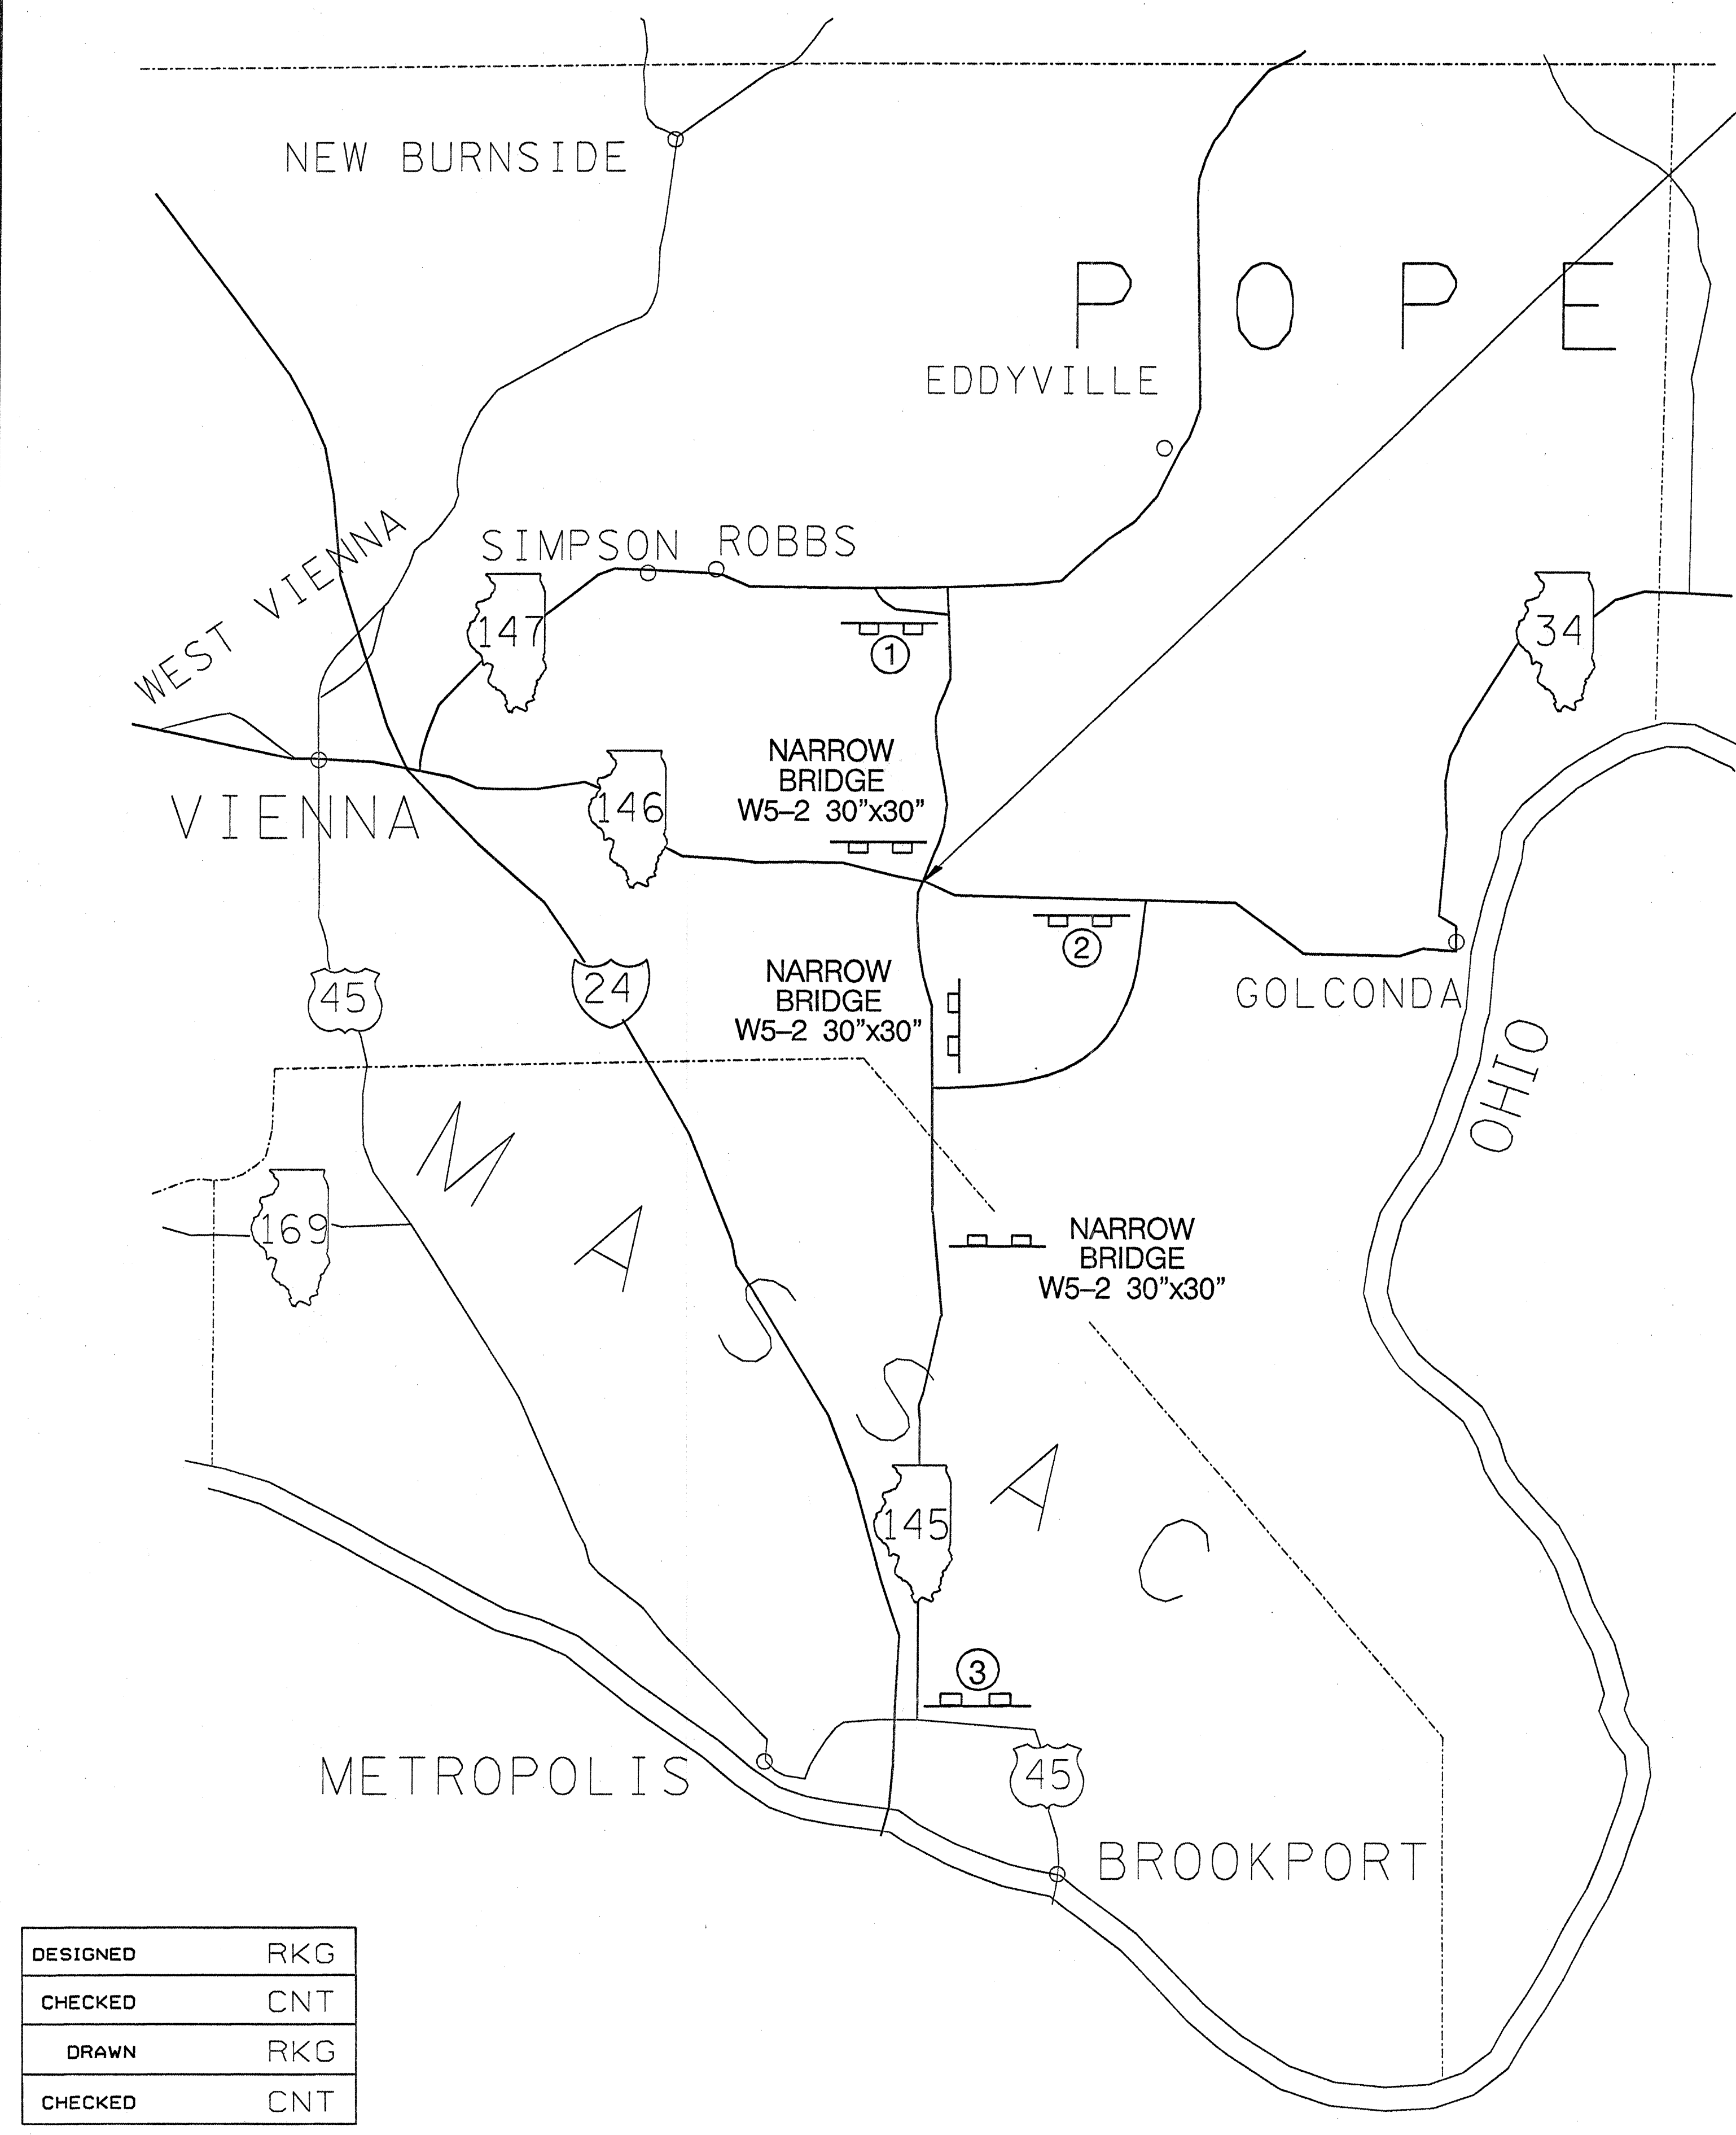 NEW BURNSIDE
POPE
EDDYVILLE
WEST VIENNA
SIMPSON
ROBBS
147
34
1
NARROW
BRIDGE
W5–2 30”x30”
VIENNA
146
2
45
24
NARROW
BRIDGE
W5–2 30”x30”
GOLCONDA
OHIO
MASSAC
169
NARROW
BRIDGE
W5–2 30”x30”
145
3
METROPOLIS
45
BROOKPORT
DESIGNED RKG
CHECKED CNT
DRAWN RKG
CHECKED CNT